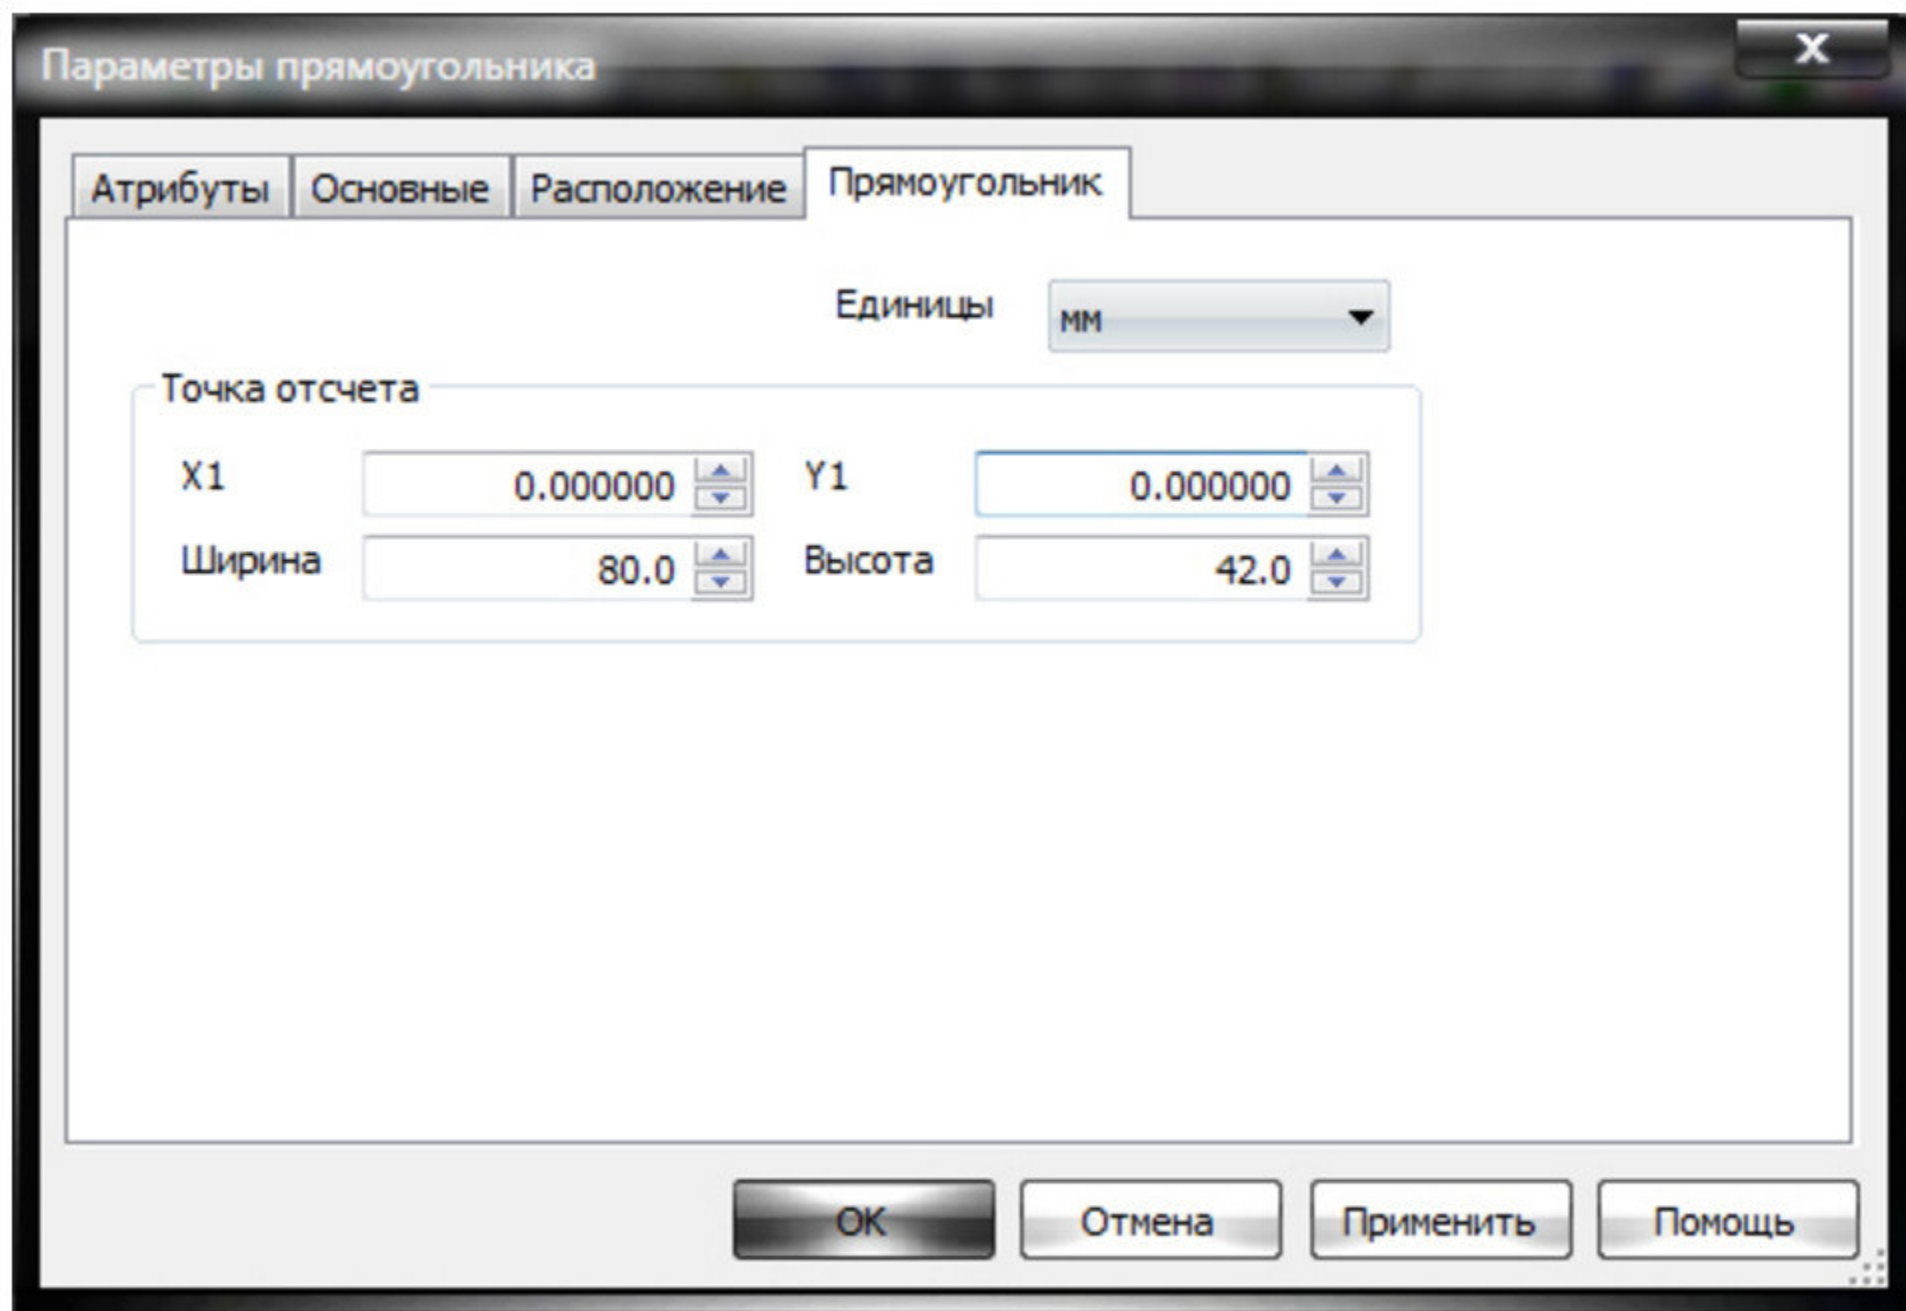 Параметры прямоугольника
Атрибуты Основные Расположение Прямоугольник
Единицы мм
Точка отсчета
X1 0.000000 Y1 0.000000
Ширина 80.0 Высота 42.0
OK Отмена Применить Помощь